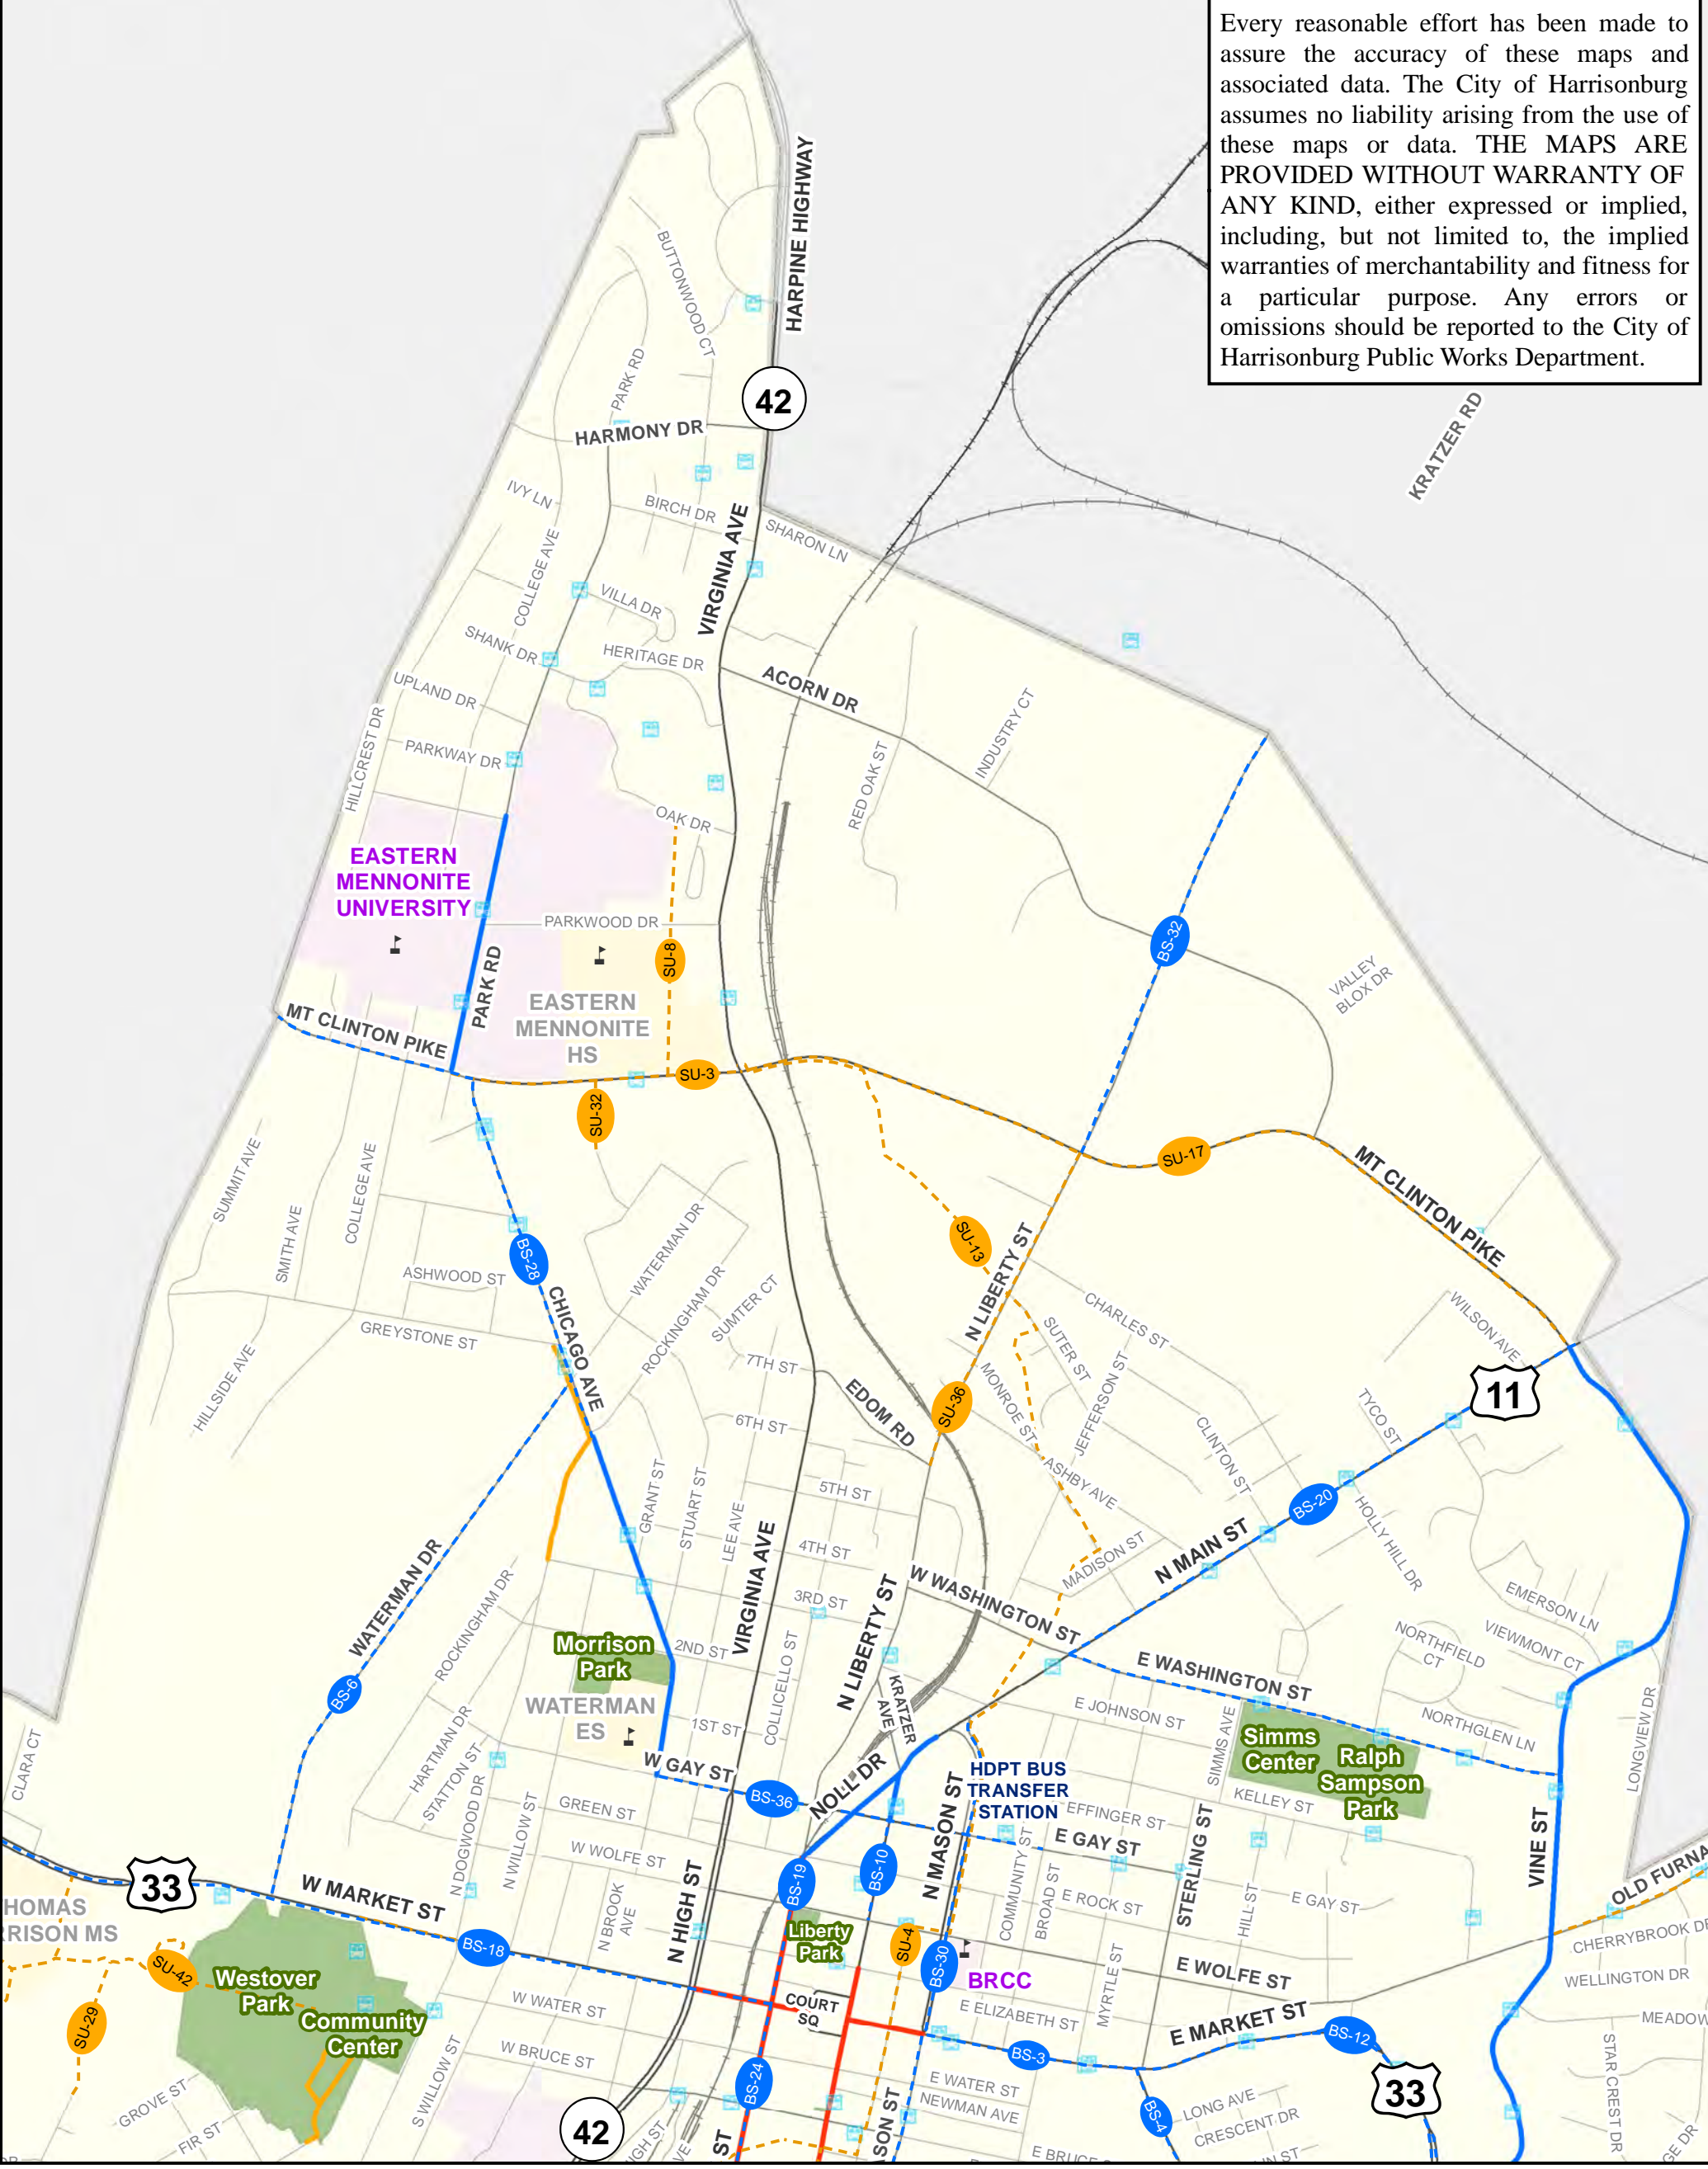 Every reasonable effort has been made to
assure the accuracy of these maps and
associated data. The City of Harrisonburg
assumes no liability arising from the use of
these maps or data. THE MAPS ARE
PROVIDED WITHOUT WARRANTY OF
ANY KIND, either expressed or implied,
including, but not limited to, the implied
warranties of merchantability and fitness for
a particular purpose. Any errors or
omissions should be reported to the City of
Harrisonburg Public Works Department.
HARPINE HIGHWAY
BUTTONWOOD CT
PARK RD
42
HARMONY DR
KRATZER RD
IVY LN
BIRCH DR
VIRGINIA AVE
SHARON LN
COLLEGE AVE
VILLA DR
SHANK DR
HERITAGE DR
ACORN DR
UPLAND DR
INDUSTRY CT
HILLCREST DR
PARKWAY DR
RED OAK ST
OAK DR
EASTERN
MENNONITE
UNIVERSITY
PARKWOOD DR
BS-32
SU-8
VALLEY
BLOX DR
PARK RD
EASTERN
MENNONITE
HS
MT CLINTON PIKE
SU-3
SU-32
SU-17
MT CLINTON PIKE
SUMMIT AVE
COLLEGE AVE
SMITH AVE
WATERMAN DR
SU-13
N LIBERTY ST
BS-28
ASHWOOD ST
ROCKINGHAM DR
SUMTER CT
CHICAGO AVE
GREYSTONE ST
CHARLES ST
SUTER ST
WILSON AVE
HILLSIDE AVE
7TH ST
EDOM RD
SU-36
MONROE ST
JEFFERSON ST
11
TYCO ST
6TH ST
CLINTON ST
5TH ST
ASHBY AVE
GRANT ST
STUART ST
LEE AVE
BS-20
HOLLY HILL DR
4TH ST
MADISON ST
N MAIN ST
VIRGINIA AVE
WATERMAN DR
ROCKINGHAM DR
3RD ST
N LIBERTY ST
W WASHINGTON ST
EMERSON LN
NORTHFIELD
CT
VIEWMONT CT
Morrison
Park
2ND ST
COLLICELLO ST
E WASHINGTON ST
BS-6
WATERMAN
ES
1ST ST
KRATZER
AVE
E JOHNSON ST
SIMMS AVE
NORTHGLEN LN
LONGVIEW DR
Simms
Center
Ralph
Sampson
Park
HARTMAN DR
STATTON ST
W GAY ST
NOLL DR
HDPT BUS
TRANSFER
STATION
CLARA CT
N DOGWOOD DR
N WILLOW ST
GREEN ST
BS-36
N MASON ST
EFFINGER ST
KELLEY ST
E GAY ST
W WOLFE ST
STERLING ST
VINE ST
33
W MARKET ST
BS-19
BS-10
COMMUNITY ST
BROAD ST
E ROCK ST
HILL ST
E GAY ST
OLD FURNA
HOMAS
RRISON MS
N BROOK
AVE
N HIGH ST
Liberty
Park
SU-4
BS-30
BS-18
BRCC
E WOLFE ST
CHERRYBROOK D
SU-42
Westover
Park
WELLINGTON DR
W WATER ST
COURT
SQ
E ELIZABETH ST
MYRTLE ST
E MARKET ST
SU-29
Community
Center
BS-3
BS-12
MEADOW
W BRUCE ST
S WILLOW ST
BS-24
E WATER ST
NEWMAN AVE
33
STAR CREST DR
GROVE ST
FIR ST
42
BS-4
LONG AVE
CRESCENT DR
IGH ST
VE
ST
ASON ST
E BRUCE
N ST
GE DR